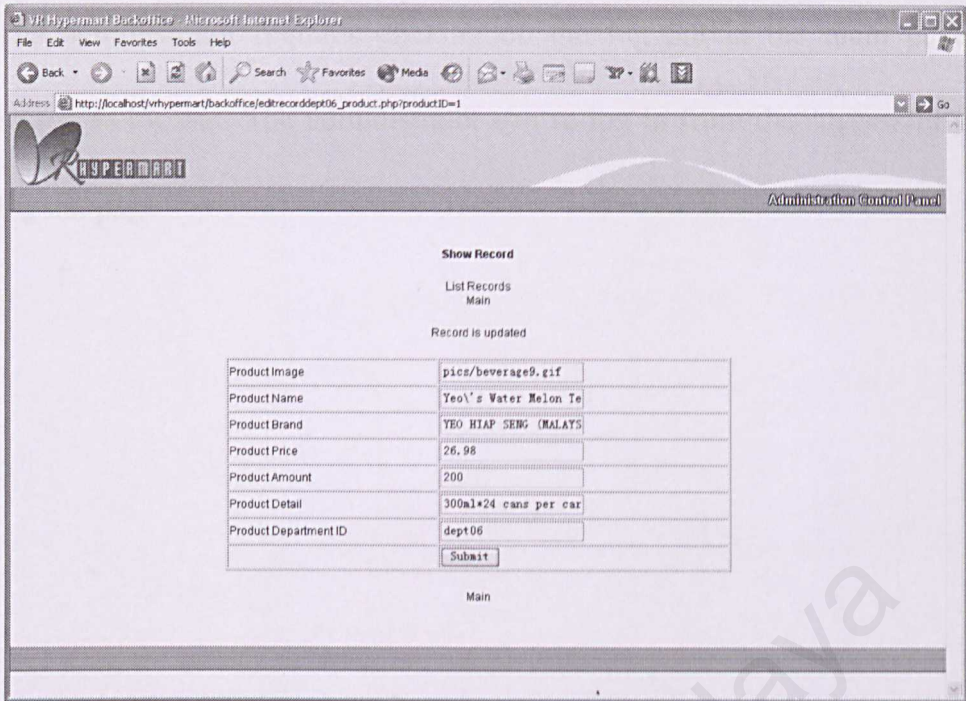 VR Hypermart Backoffice - Microsoft Internet Explorer
File Edit View Favorites Tools Help
Back Search Favorites Media
Address http://localhost/vrhypermart/backoffice/editrecorddept06_product.php?productID=1 Go
VR HYPERMART
Administration Control Panel
Show Record
List Records
Main
Record is updated
Product Image pics/beverage9.gif
Product Name Yeo\'s Water Melon Te
Product Brand YEO HIAP SENG (MALAYS
Product Price 26.98
Product Amount 200
Product Detail 300ml*24 cans per car
Product Department ID dept06
Submit
Main
laya